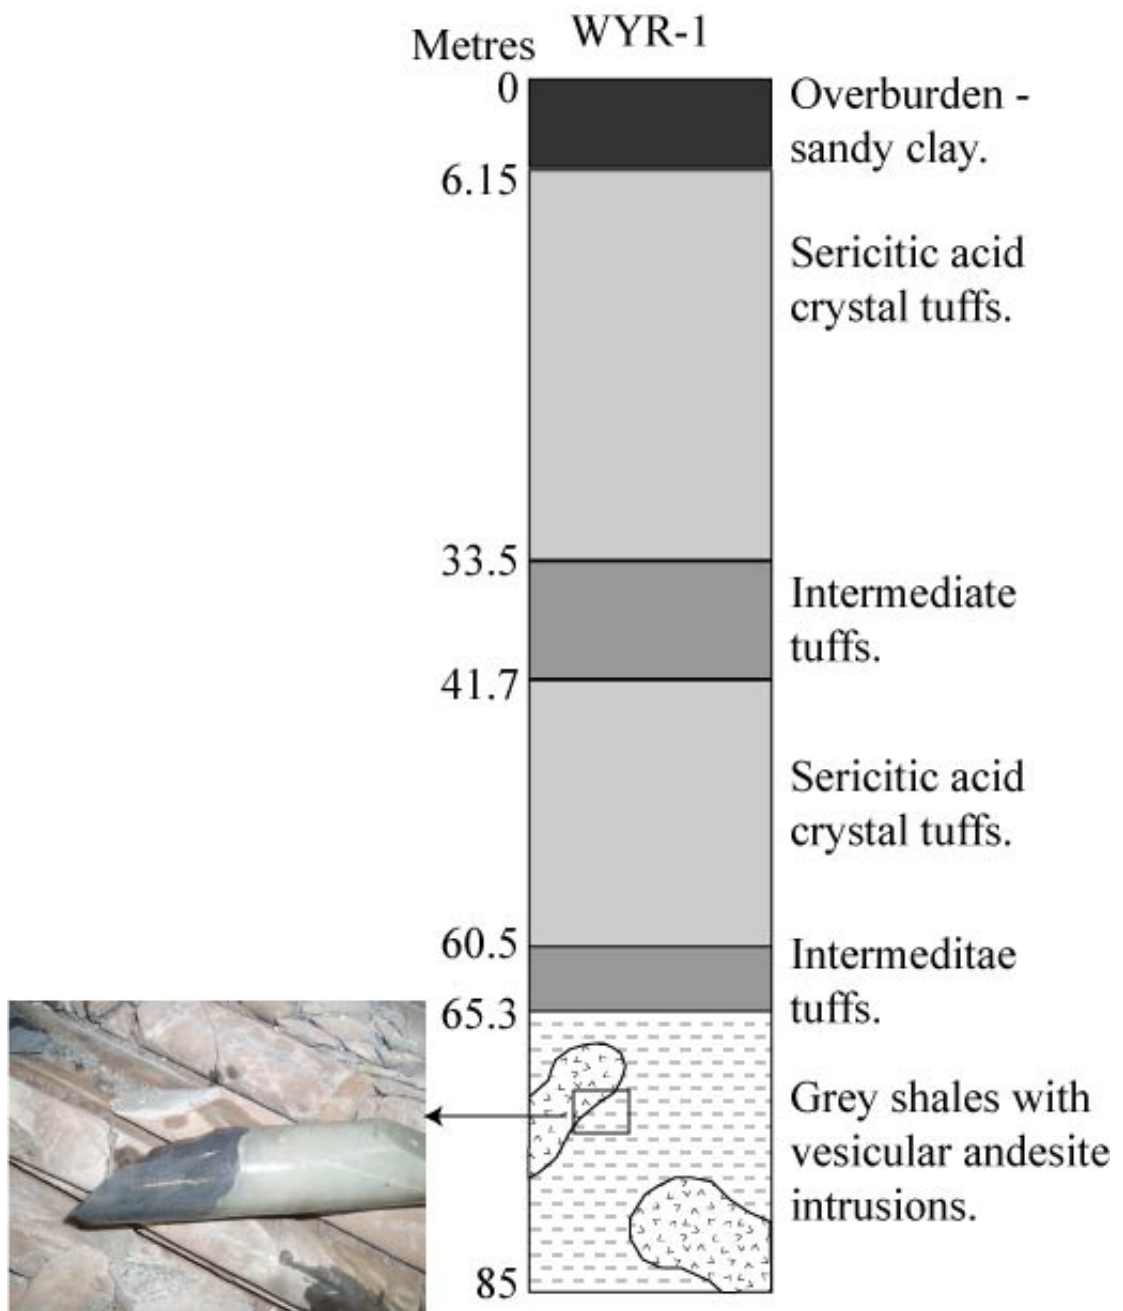 WYR-1
Metres
0
Overburden -
sandy clay.
6.15
Sericitic acid
crystal tuffs.
33.5
Intermediate
tuffs.
41.7
Sericitic acid
crystal tuffs.
60.5
Intermeditae
tuffs.
65.3
Grey shales with
vesicular andesite
intrusions.
85